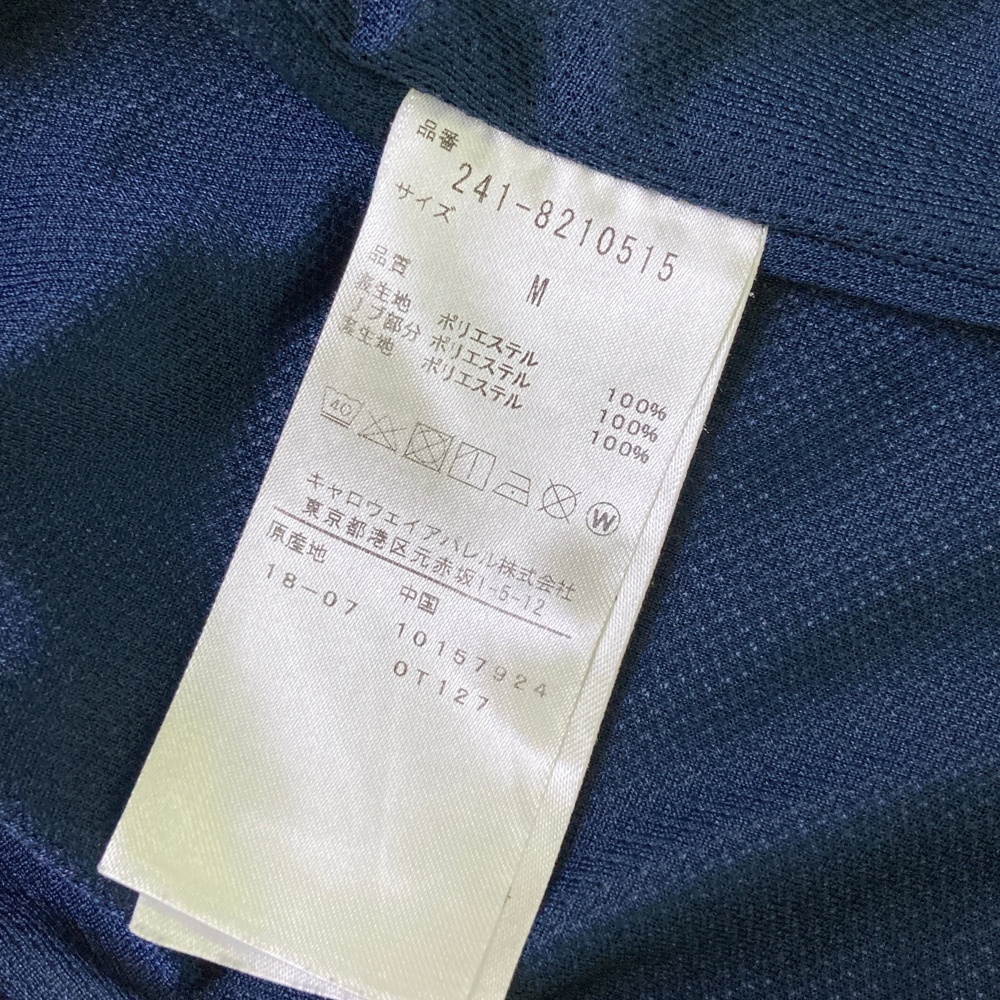 品番
241-8210515
サイズ
M
品質
表生地 ポリエステル 100%
リブ部分 ポリエステル 100%
裏生地 ポリエステル 100%
40
W
キャロウェイアパレル株式会社
東京都港区元赤坂1-5-12
原産地 中国
18-07 10157924
0T127